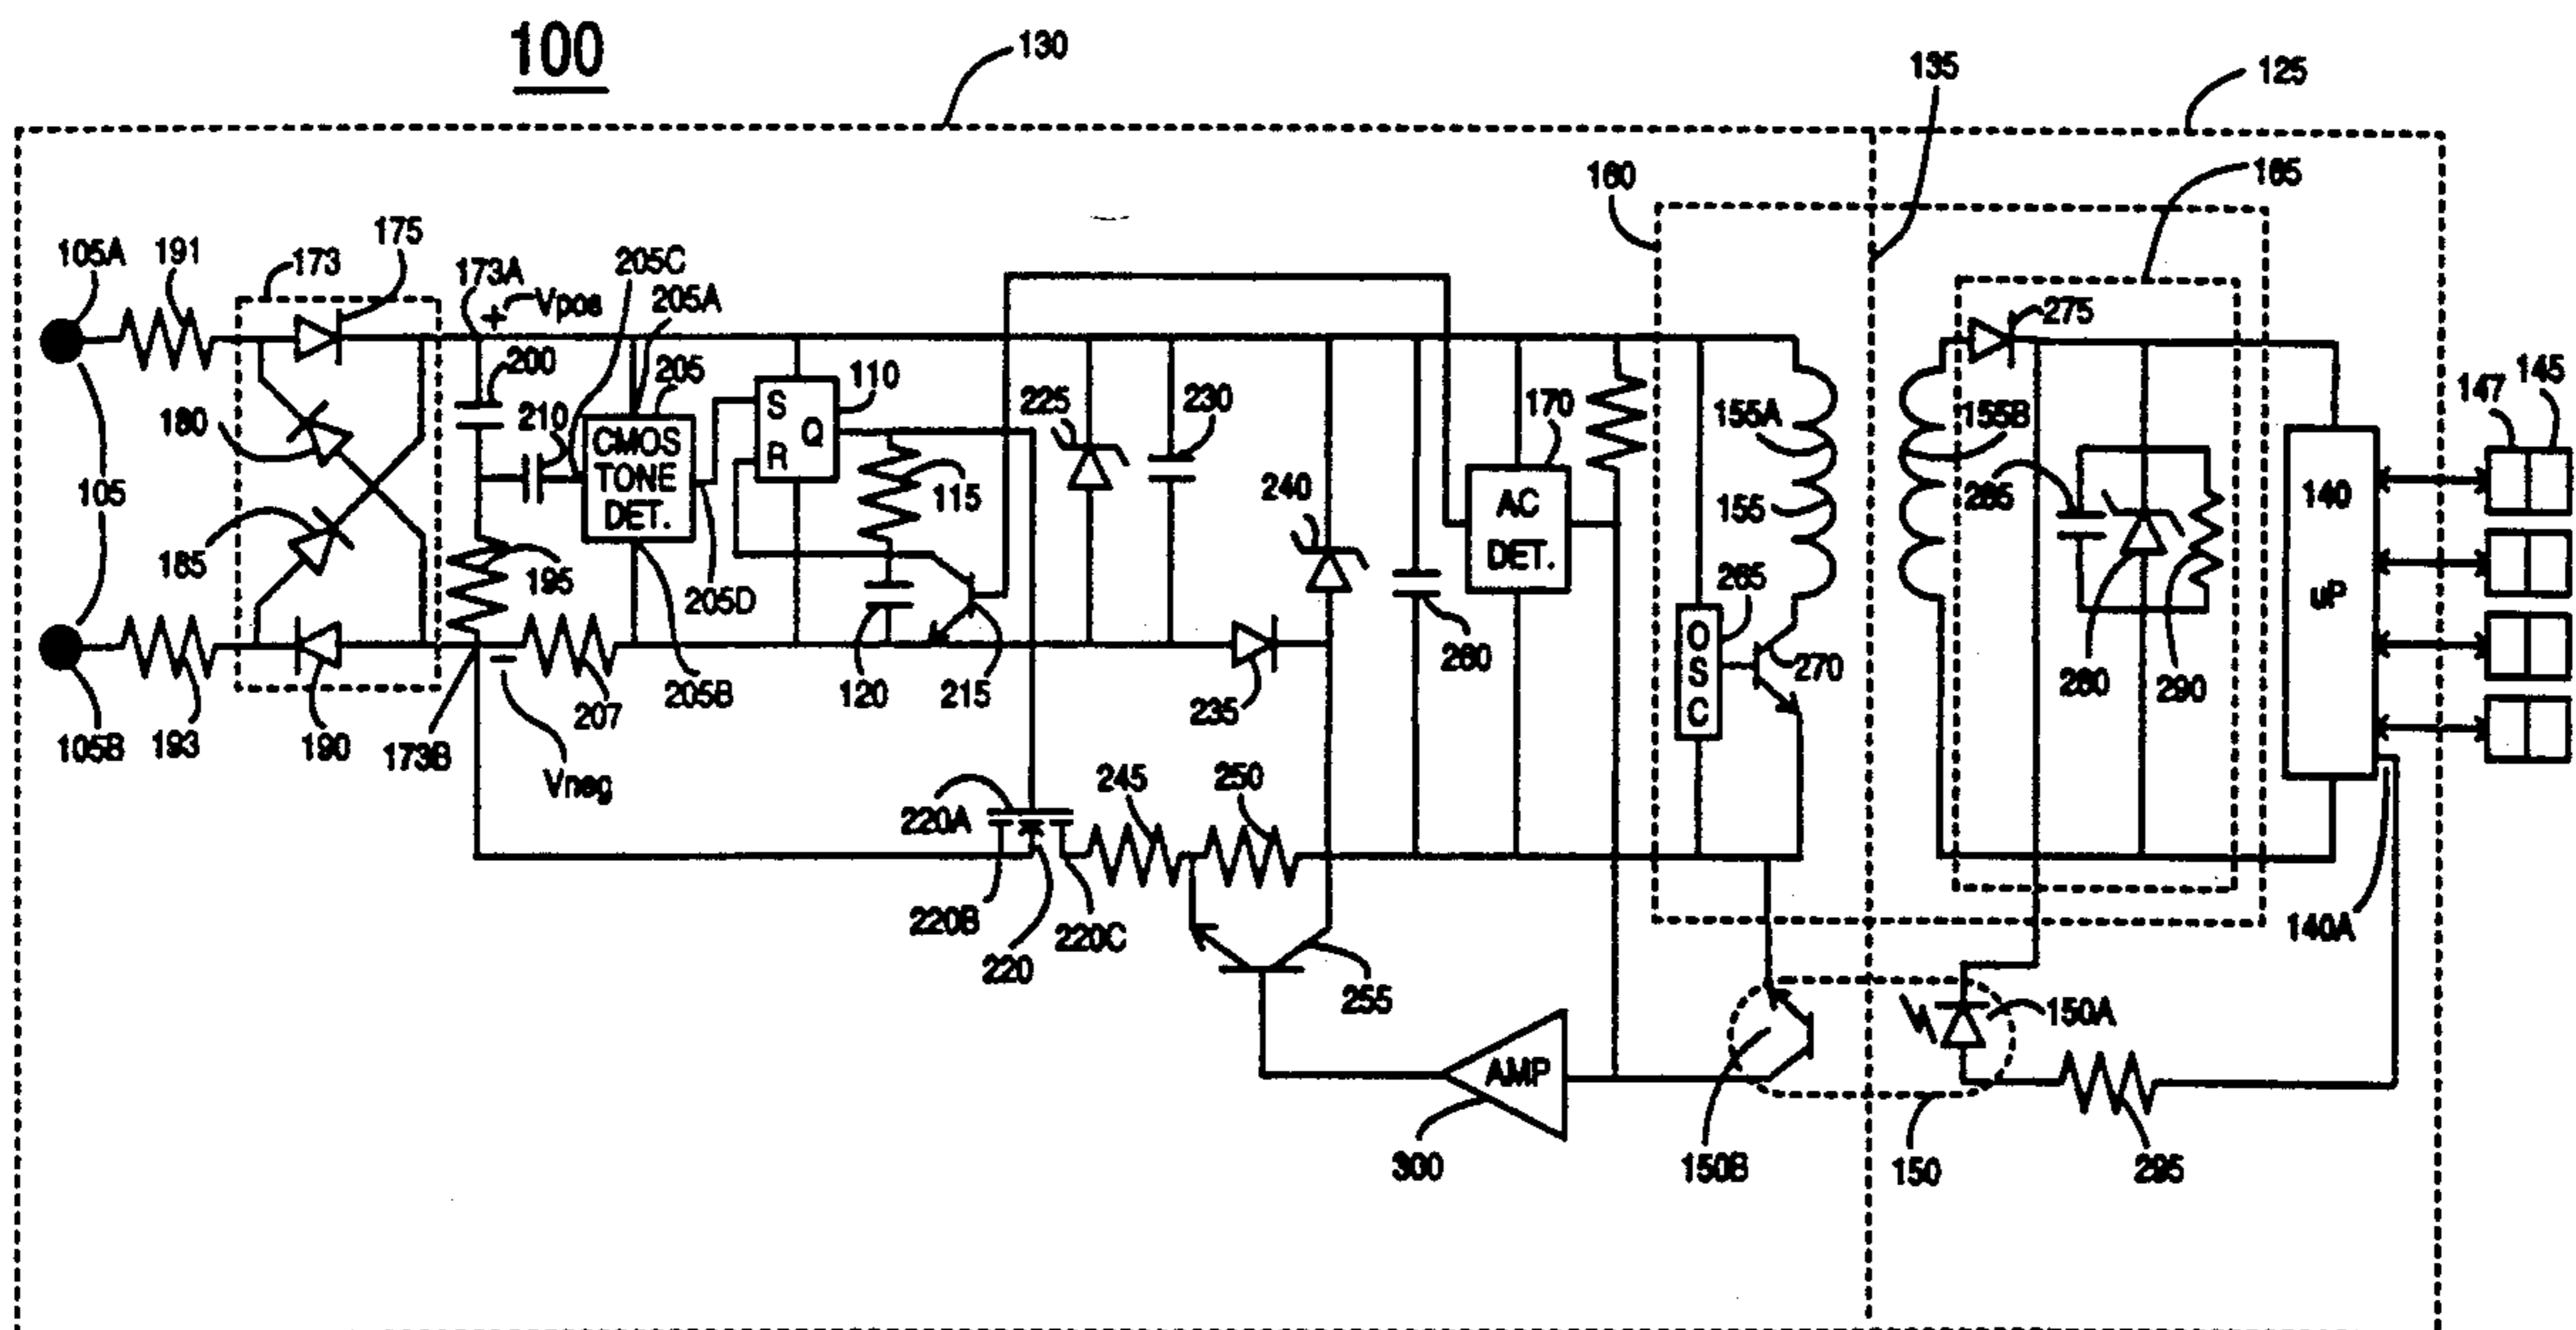 100
130
135
125
160
165
105A
191
173
175
173A
205C
205A
+
Vpos
275
200
205
S
110
180
210
CMOS
TONE
DET.
R
Q
225
230
170
155A
155B
147
145
105
115
240
AC
DET.
155
285
140
185
195
205D
265
O
S
C
uP
270
260
280
290
105B
193
190
173B
207
Vneg
205B
120
215
235
245
250
220A
220B
220
220C
140A
255
150A
AMP
300
150B
150
295